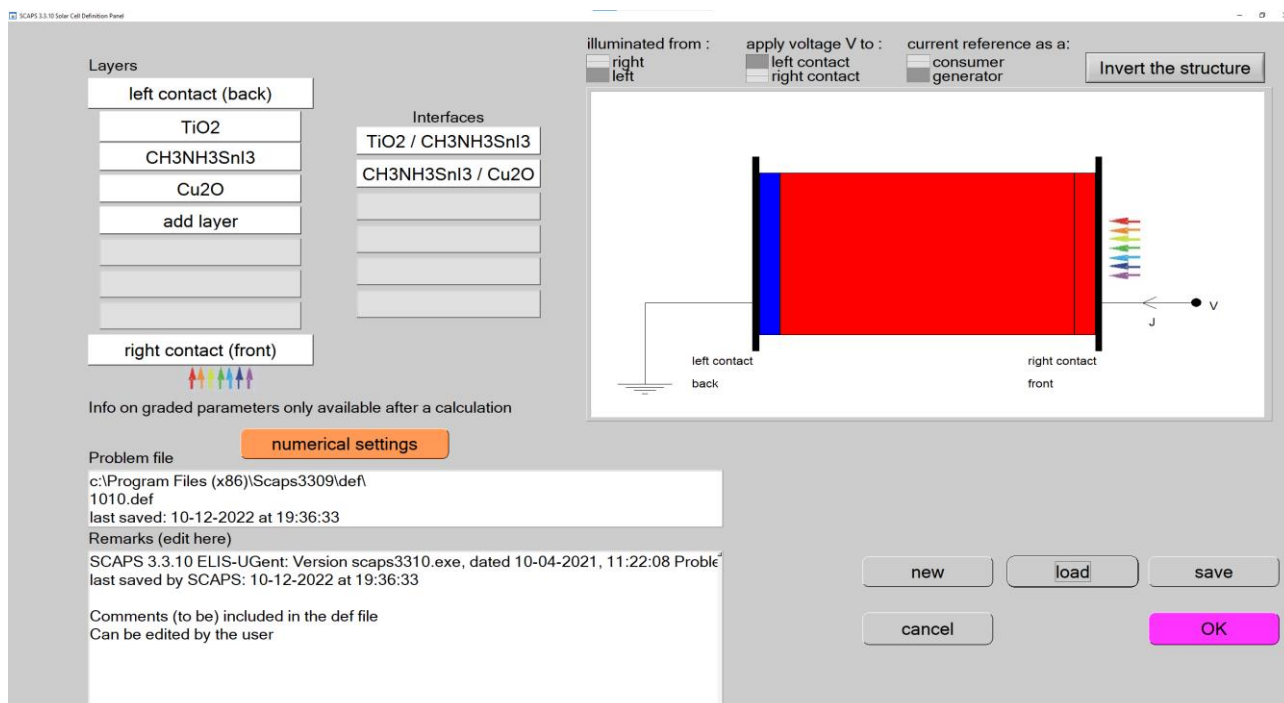 SCAPS 3.3.10 Solar Cell Definition Panel
Layers
left contact (back)
TiO2
CH3NH3SnI3
Cu2O
add layer
right contact (front)
Interfaces
TiO2 / CH3NH3SnI3
CH3NH3SnI3 / Cu2O
illuminated from :
right
left
apply voltage V to :
left contact
right contact
current reference as a:
consumer
generator
Invert the structure
left contact
back
right contact
front
J
V
Info on graded parameters only available after a calculation
numerical settings
Problem file
c:\Program Files (x86)\Scaps3309\def\
1010.def
last saved: 10-12-2022 at 19:36:33
Remarks (edit here)
SCAPS 3.3.10 ELIS-UGent: Version scaps3310.exe, dated 10-04-2021, 11:22:08 Proble
last saved by SCAPS: 10-12-2022 at 19:36:33
Comments (to be) included in the def file
Can be edited by the user
new
load
save
cancel
OK